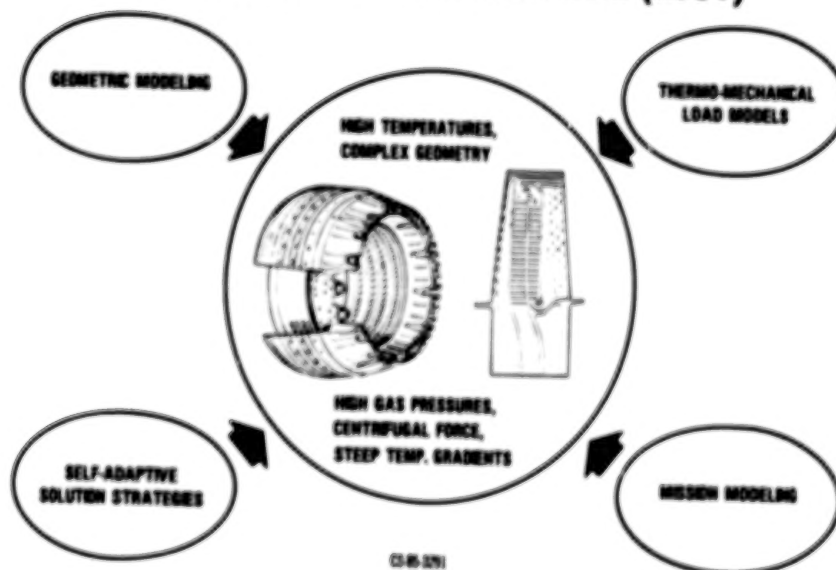 GEOMETRIC MODELING
THERMO-MECHANICAL
LOAD MODELS
HIGH TEMPERATURES,
COMPLEX GEOMETRY
HIGH GAS PRESSURES,
CENTRIFUGAL FORCE,
STEEP TEMP. GRADIENTS
SELF-ADAPTIVE
SOLUTION STRATEGIES
MISSION MODELING